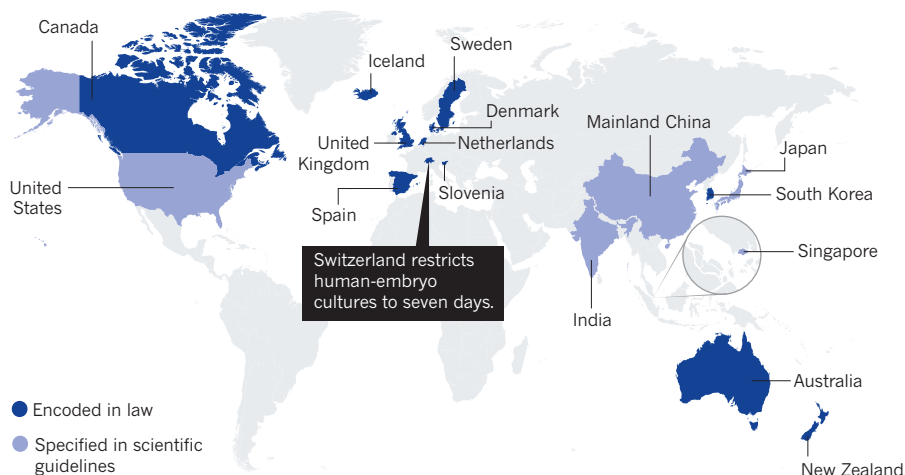 Canada
Iceland
Sweden
Denmark
Mainland China
United
Kingdom
Netherlands
Japan
United
States
Slovenia
South Korea
Spain
Switzerland restricts
human-embryo
cultures to seven days.
Singapore
India
Australia
Encoded in law
Specified in scientific
guidelines
New Zealand